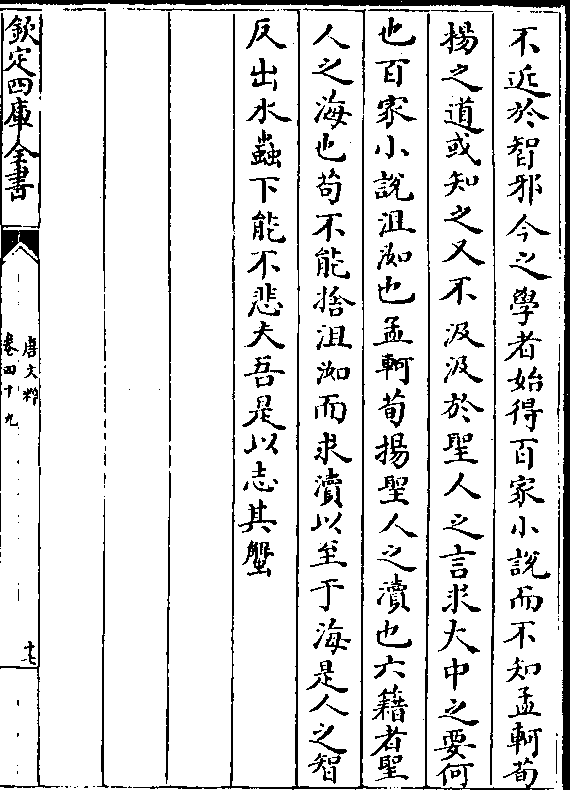 不近於智邪今之學者始得百家小說而不知孟軻荀
揚之道或知之又不汲汲於聖人之言求大中之要何
也百家小說沮洳也孟軻荀揚聖人之瀆也六籍者聖
人之海也苟不能捨沮洳而求瀆以至于海是人之智
反出水蟲下能不悲夫吾是以志其蟹
欽定四庫全書
唐文粹
卷四十九
十七